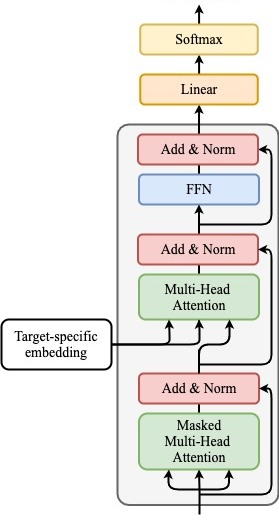 Softmax
Linear
Add & Norm
FFN
Add & Norm
Multi-Head
Attention
Target-specific
embedding
Add & Norm
Masked
Multi-Head
Attention